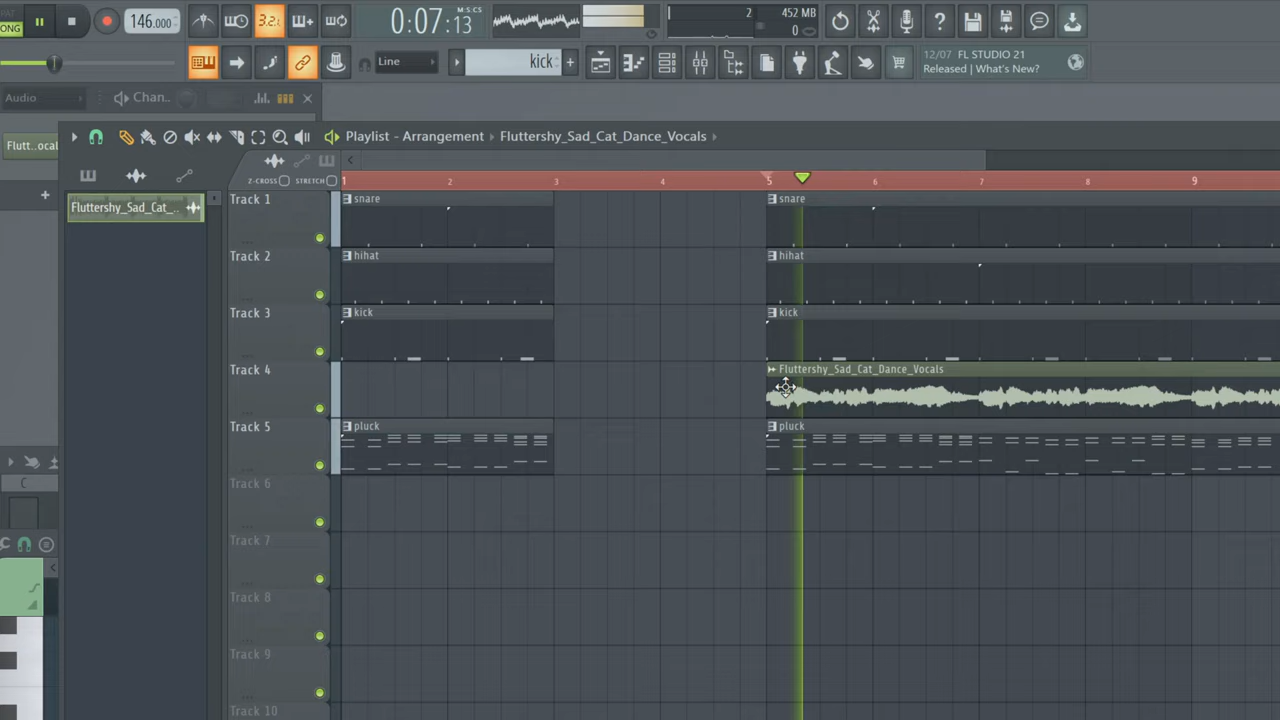 PAT
SONG
146.000
3.2.
0:07:13
M:S:CS
2
452 MB
0
Line
kick
12/07 FL STUDIO 21
Released | What's New?
Audio
Chan..
Playlist - Arrangement › Fluttershy_Sad_Cat_Dance_Vocals
Flutt..ocal
Z-CROSS
STRETCH
1 2 3 4 5 6 7 8 9
Fluttershy_Sad_Cat_..
Track 1
snare
snare
Track 2
hihat
hihat
Track 3
kick
kick
Track 4
Fluttershy_Sad_Cat_Dance_Vocals
Track 5
pluck
pluck
Track 6
Track 7
Track 8
Track 9
Track 10
C